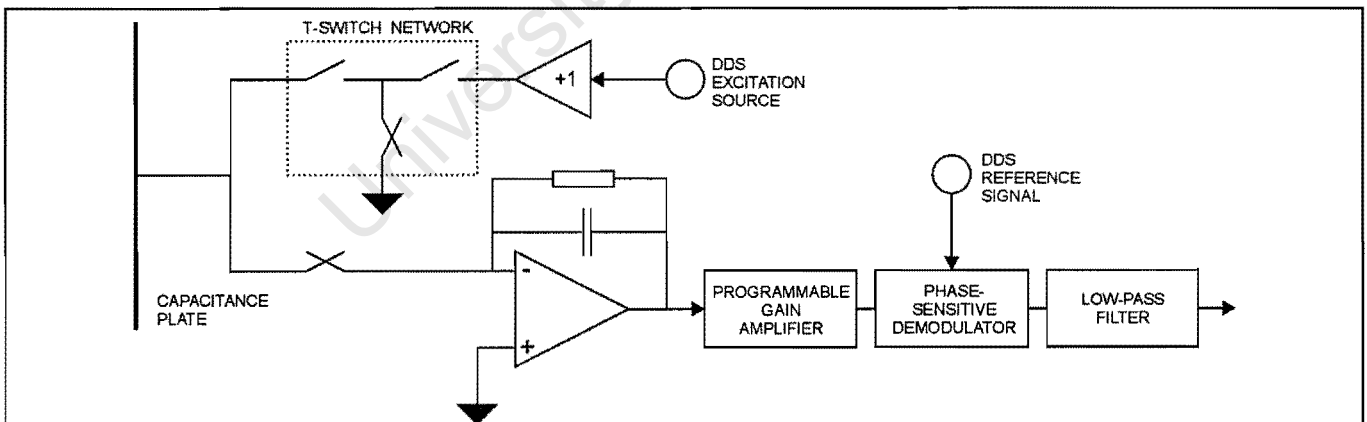 T-SWITCH NETWORK
+1
DDS
EXCITATION
SOURCE
DDS
REFERENCE
SIGNAL
CAPACITANCE
PLATE
-
+
PROGRAMMABLE
GAIN
AMPLIFIER
PHASE-
SENSITIVE
DEMODULATOR
LOW-PASS
FILTER
Universit